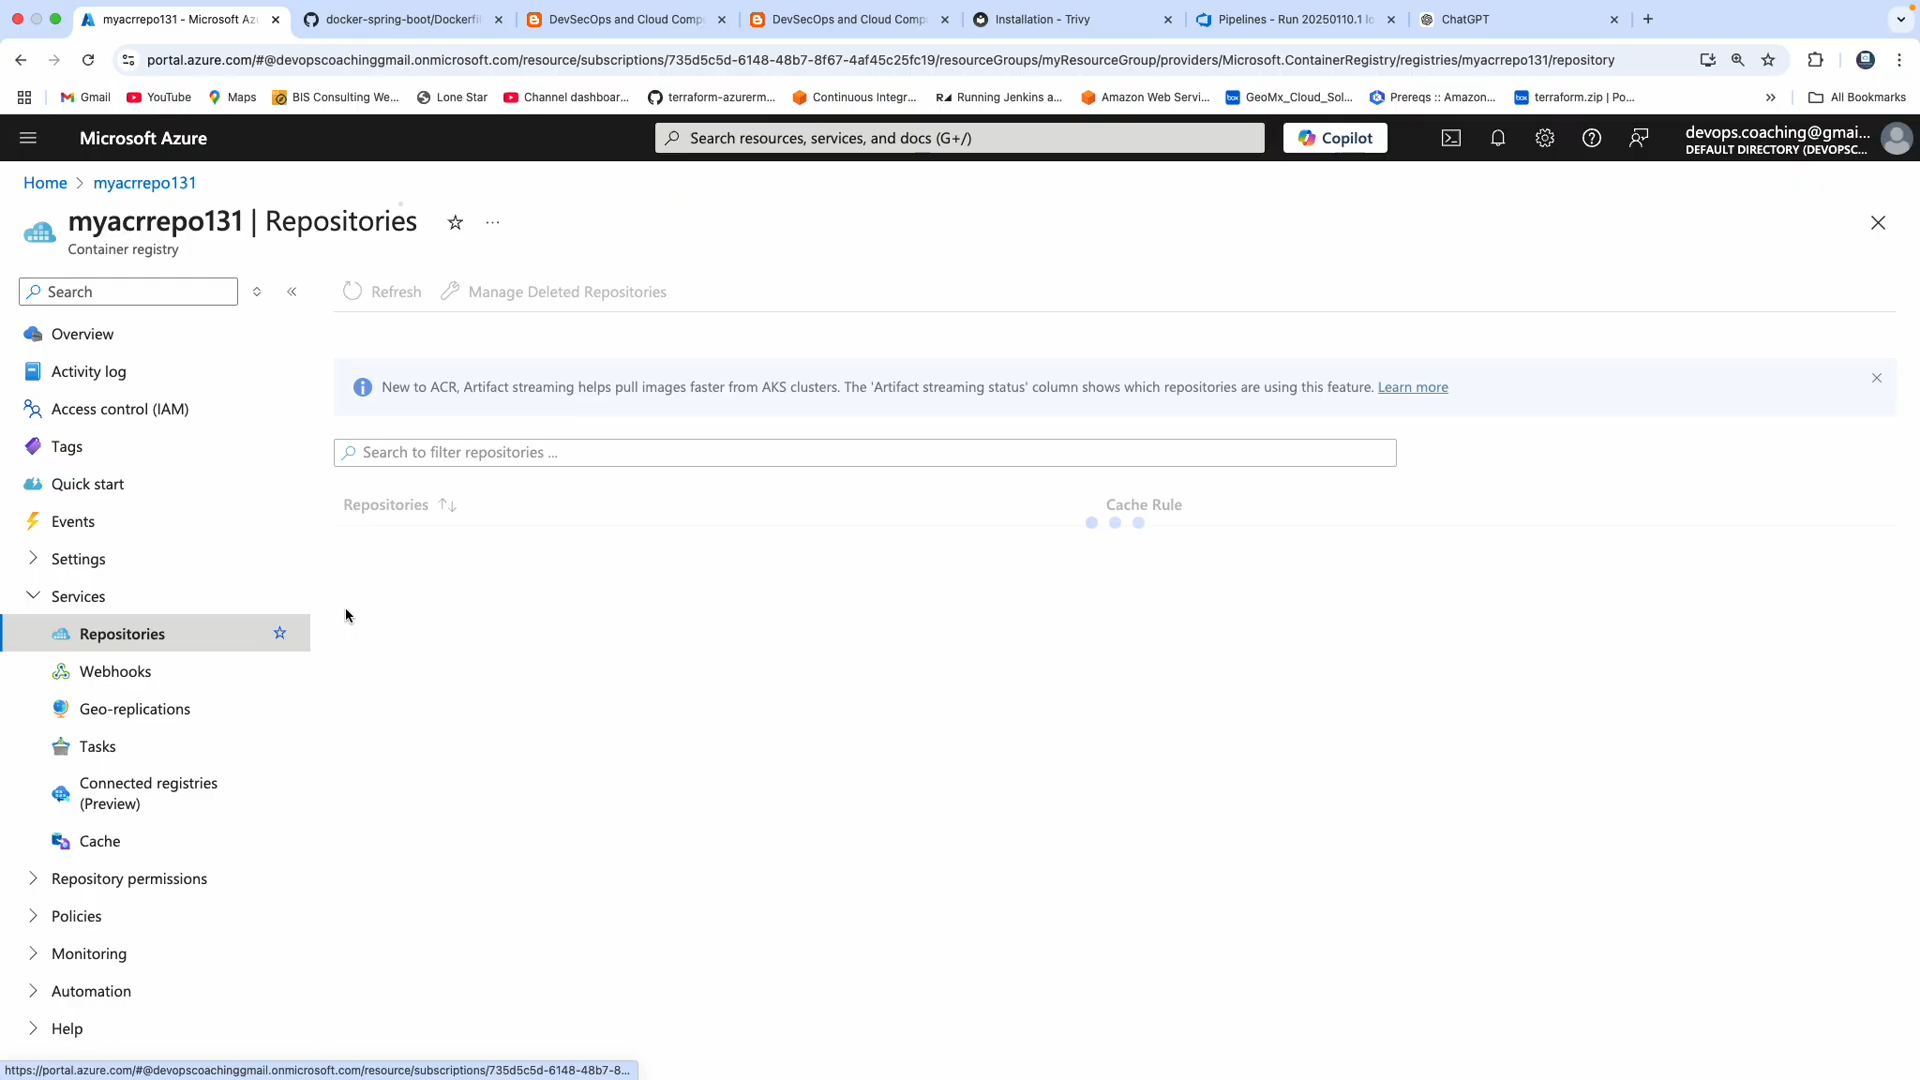 myacrrepo131 - Microsoft Az
docker-spring-boot/Dockerfil
DevSecOps and Cloud Comp
DevSecOps and Cloud Comp
Installation - Trivy
Pipelines - Run 20250110.1 lo
ChatGPT
portal.azure.com/#@devopscoachinggmail.onmicrosoft.com/resource/subscriptions/735d5c5d-6148-48b7-8f67-4af45c25fc19/resourceGroups/myResourceGroup/providers/Microsoft.ContainerRegistry/registries/myacrrepo131/repository
Gmail
YouTube
Maps
BIS Consulting We...
Lone Star
Channel dashboar...
terraform-azurerm...
Continuous Integr...
Running Jenkins a...
Amazon Web Servi...
GeoMx_Cloud_Sol...
Prereqs :: Amazon...
terraform.zip | Po...
All Bookmarks
Microsoft Azure
Search resources, services, and docs (G+/)
Copilot
devops.coaching@gmai...
DEFAULT DIRECTORY (DEVOPSC...
Home > myacrrepo131
myacrrepo131 | Repositories
Container registry
Search
Refresh
Manage Deleted Repositories
Overview
Activity log
Access control (IAM)
Tags
Quick start
Events
Settings
Services
Repositories
Webhooks
Geo-replications
Tasks
Connected registries
(Preview)
Cache
Repository permissions
Policies
Monitoring
Automation
Help
New to ACR, Artifact streaming helps pull images faster from AKS clusters. The 'Artifact streaming status' column shows which repositories are using this feature. Learn more
Search to filter repositories ...
Repositories
Cache Rule
https://portal.azure.com/#@devopscoachinggmail.onmicrosoft.com/resource/subscriptions/735d5c5d-6148-48b7-8...